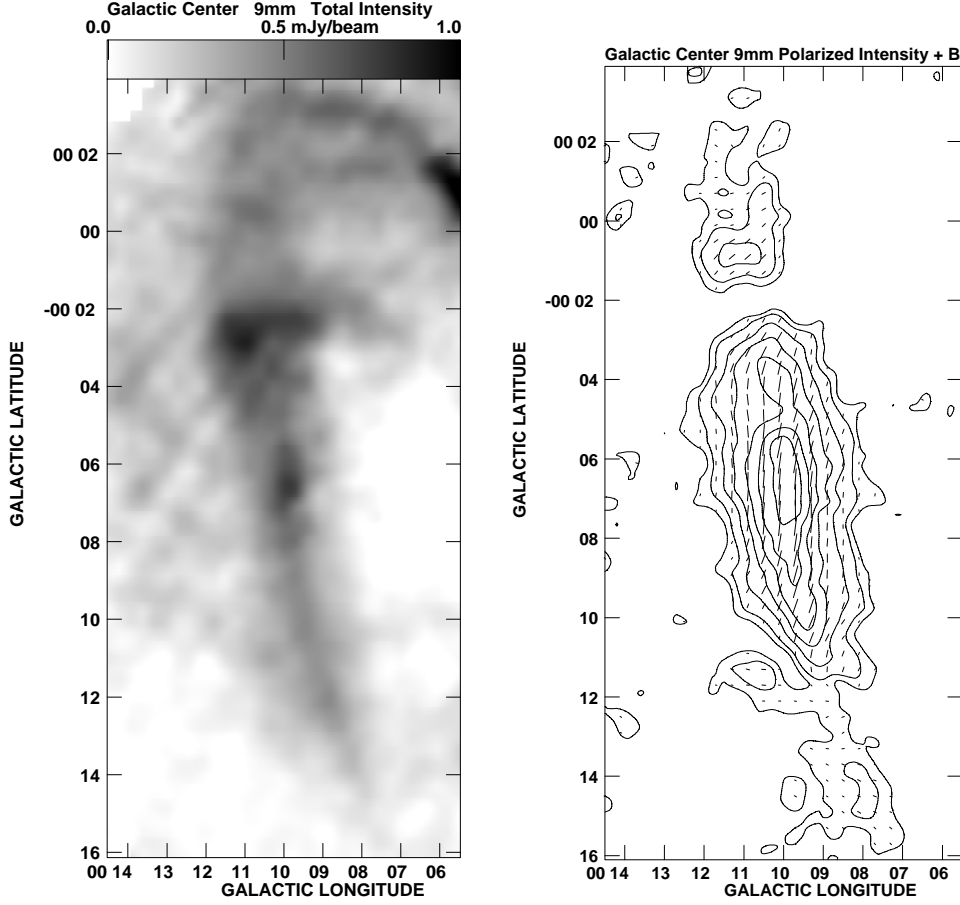 Galactic Center 9mm Total Intensity
0.0 0.5 mJy/beam 1.0
00 02
00
-00 02
04
06
08
10
12
14
16
GALACTIC LATITUDE
00 14 13 12 11 10 09 08 07 06
GALACTIC LONGITUDE
Galactic Center 9mm Polarized Intensity + B
00 02
00
-00 02
04
06
08
10
12
14
16
GALACTIC LATITUDE
00 14 13 12 11 10 09 08 07 06
GALACTIC LONGITUDE